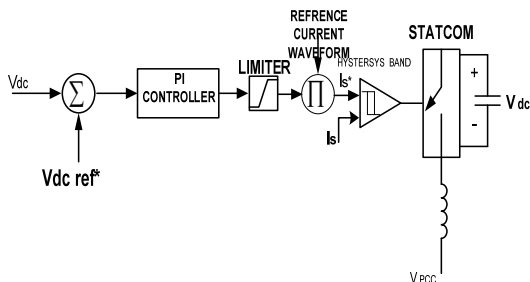 REFRENCE
CURRENT
WAVEFORM
STATCOM
LIMITER
HYSTERSYS BAND
Vdc
Σ
PI
CONTROLLER
∏
Is*
Is
+
-
Vdc
Vdc ref*
VPCC